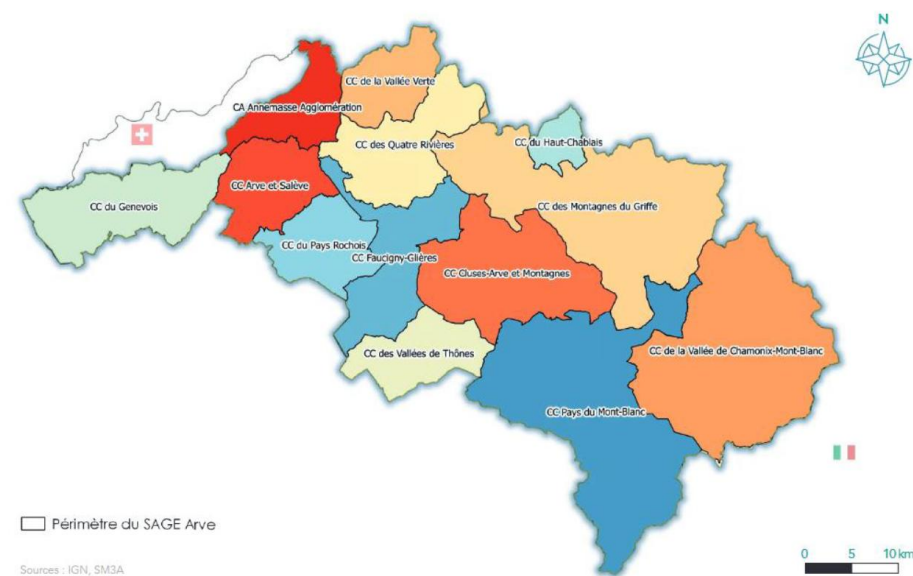 N
CC de la Vallée Verte
CA Annemasse Agglomération
CC des Quatre Rivières
CC du Haut-Chablais
CC Arve et Salève
CC du Genevois
CC des Montagnes du Griffe
CC du Pays Rochois
CC Faucigny-Glières
CC Cluses-Arve et Montagnes
CC des Vallées de Thônes
CC de la Vallée de Chamonix-Mont-Blanc
CC Pays du Mont-Blanc
Périmètre du SAGE Arve
0 5 10 km
Sources : IGN, SM3A